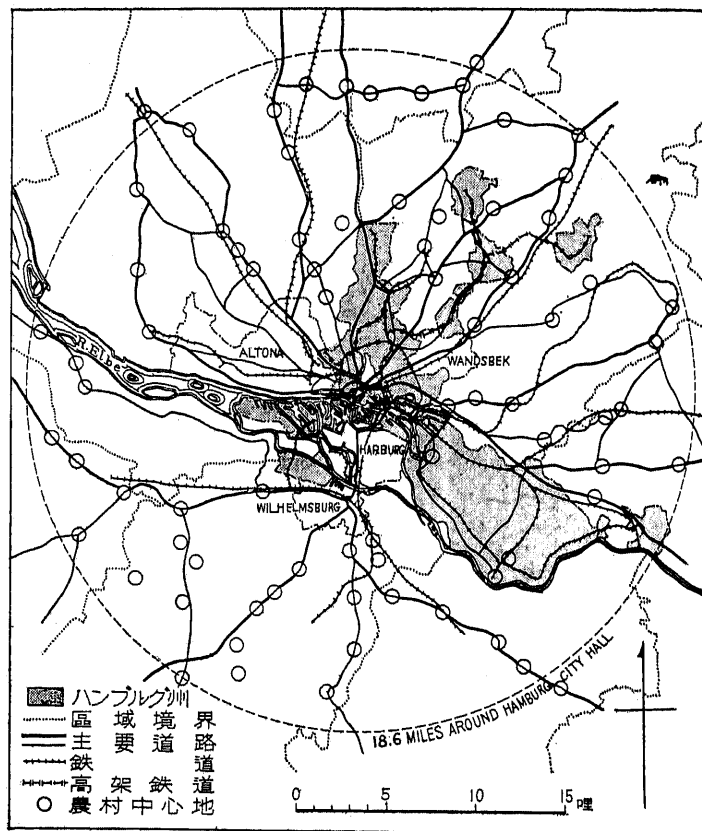 ALTONA
WANDSBEK
R. Elbe
HARBURG
WILHELMSBURG
18.6 MILES AROUND HAMBURG CITY HALL
ハンブルグ州
區域境界
主要道路
鉄道
高架鉄道
農村中心地
0 5 10 15哩